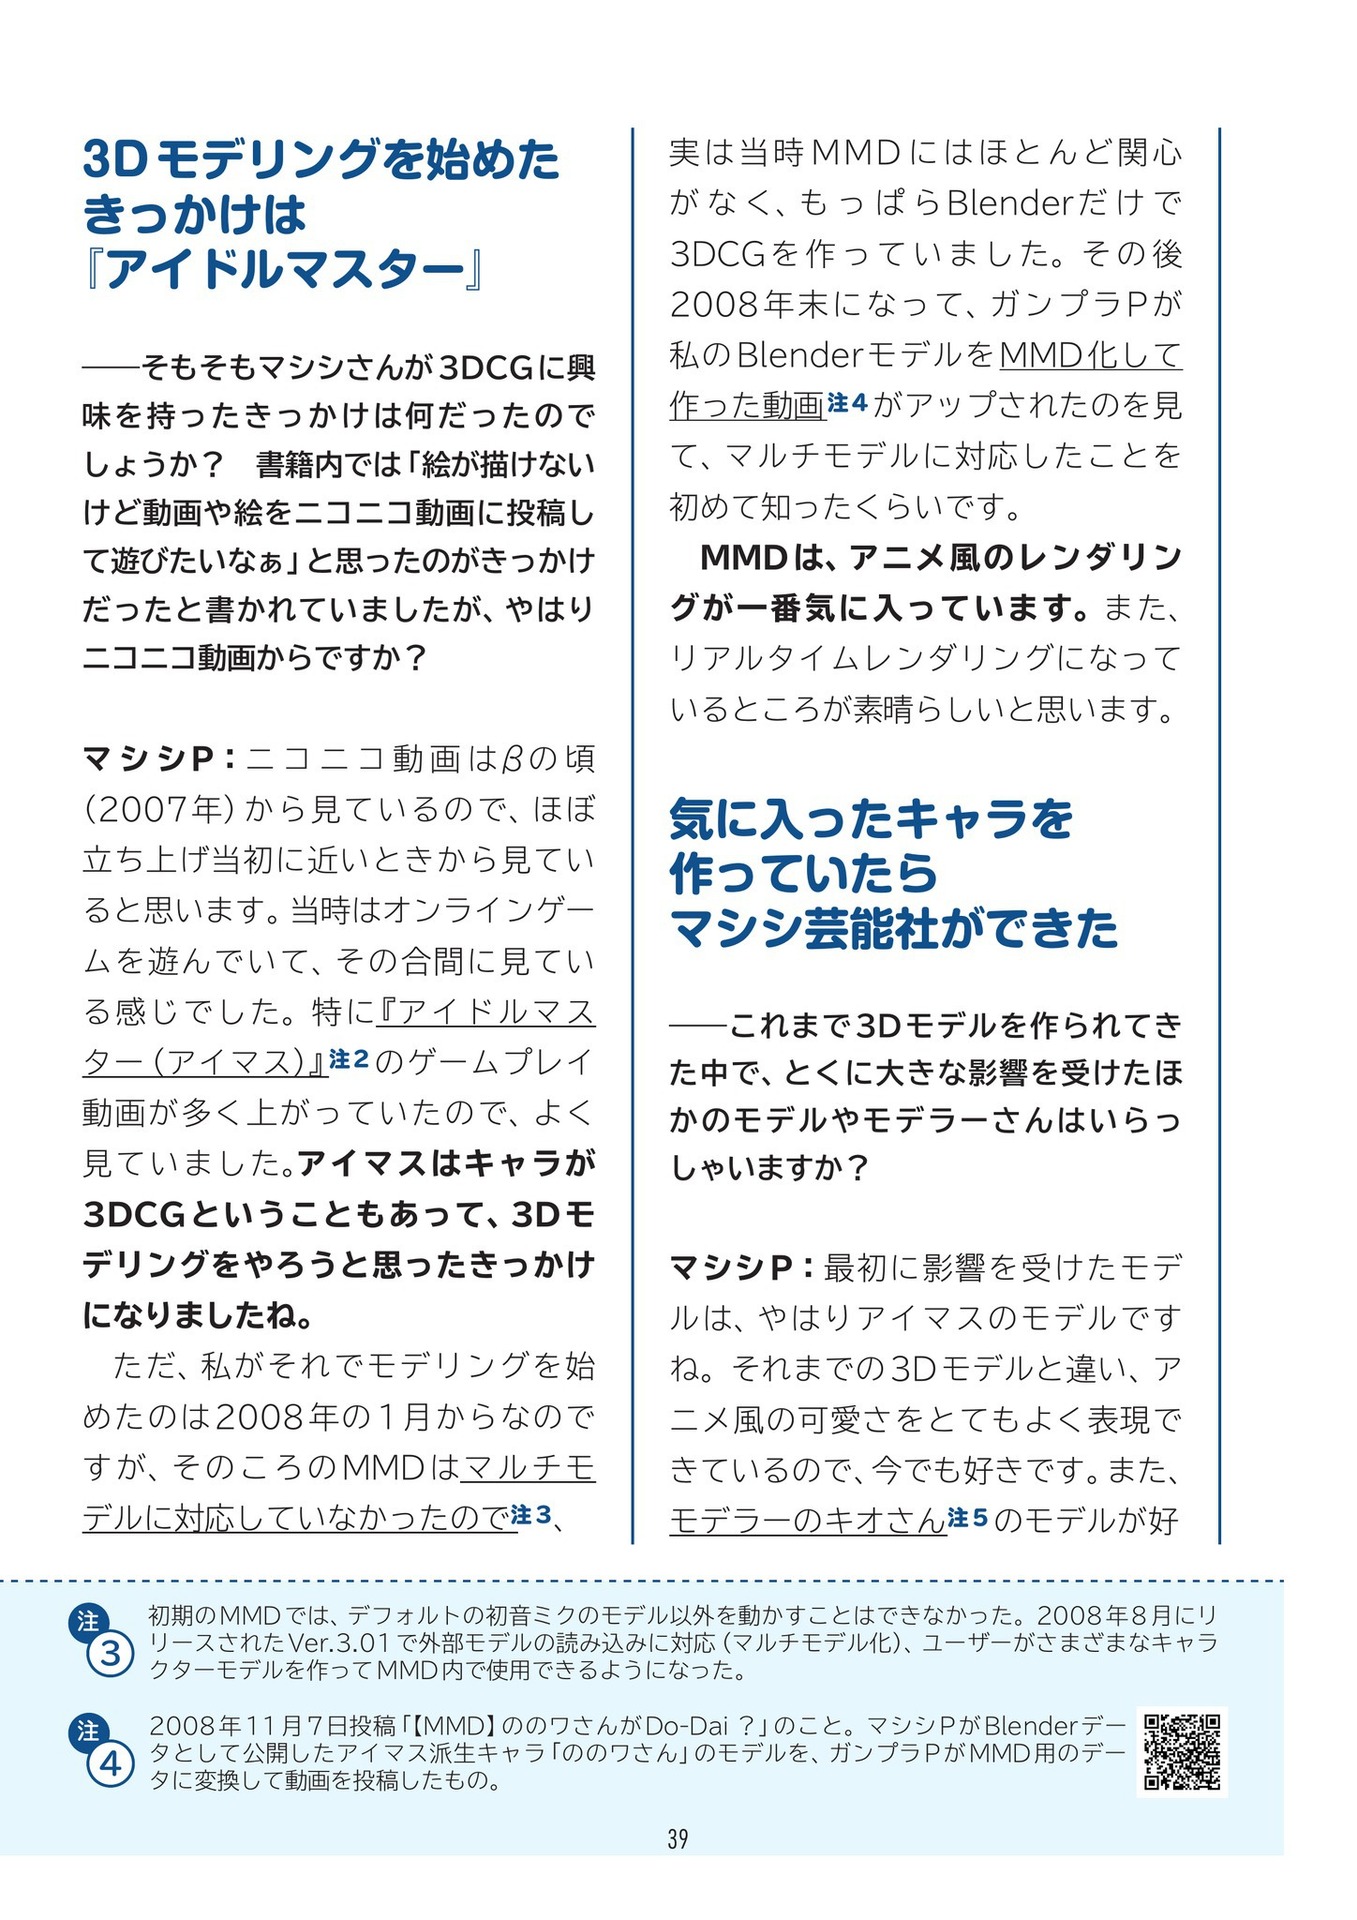 3Dモデリングを始めた
きっかけは
『アイドルマスター』
――そもそもマシシさんが3DCGに興
味を持ったきっかけは何だったので
しょうか？　書籍内では「絵が描けない
けど動画や絵をニコニコ動画に投稿し
て遊びたいなぁ」と思ったのがきっかけ
だったと書かれていましたが、やはり
ニコニコ動画からですか？
マシシP：ニコニコ動画はβの頃
（2007年）から見ているので、ほぼ
立ち上げ当初に近いときから見てい
ると思います。当時はオンラインゲー
ムを遊んでいて、その合間に見てい
る感じでした。特に『アイドルマス
ター（アイマス）』注2のゲームプレイ
動画が多く上がっていたので、よく
見ていました。アイマスはキャラが
3DCGということもあって、3Dモ
デリングをやろうと思ったきっかけ
になりましたね。
　ただ、私がそれでモデリングを始
めたのは2008年の1月からなので
すが、そのころのMMDはマルチモ
デルに対応していなかったので注3、
実は当時MMDにはほとんど関心
がなく、もっぱらBlenderだけで
3DCGを作っていました。その後
2008年末になって、ガンプラPが
私のBlenderモデルをMMD化して
作った動画注4がアップされたのを見
て、マルチモデルに対応したことを
初めて知ったくらいです。
　MMDは、アニメ風のレンダリン
グが一番気に入っています。また、
リアルタイムレンダリングになって
いるところが素晴らしいと思います。
気に入ったキャラを
作っていたら
マシシ芸能社ができた
――これまで3Dモデルを作られてき
た中で、とくに大きな影響を受けたほ
かのモデルやモデラーさんはいらっ
しゃいますか？
マシシP：最初に影響を受けたモデ
ルは、やはりアイマスのモデルです
ね。それまでの3Dモデルと違い、ア
ニメ風の可愛さをとてもよく表現で
きているので、今でも好きです。また、
モデラーのキオさん注5のモデルが好
注3　初期のMMDでは、デフォルトの初音ミクのモデル以外を動かすことはできなかった。2008年8月にリ
リースされたVer.3.01で外部モデルの読み込みに対応（マルチモデル化）、ユーザーがさまざまなキャラ
クターモデルを作ってMMD内で使用できるようになった。
注4　2008年11月7日投稿「【MMD】ののワさんがDo-Dai？」のこと。マシシPがBlenderデー
タとして公開したアイマス派生キャラ「ののワさん」のモデルを、ガンプラPがMMD用のデー
タに変換して動画を投稿したもの。
39